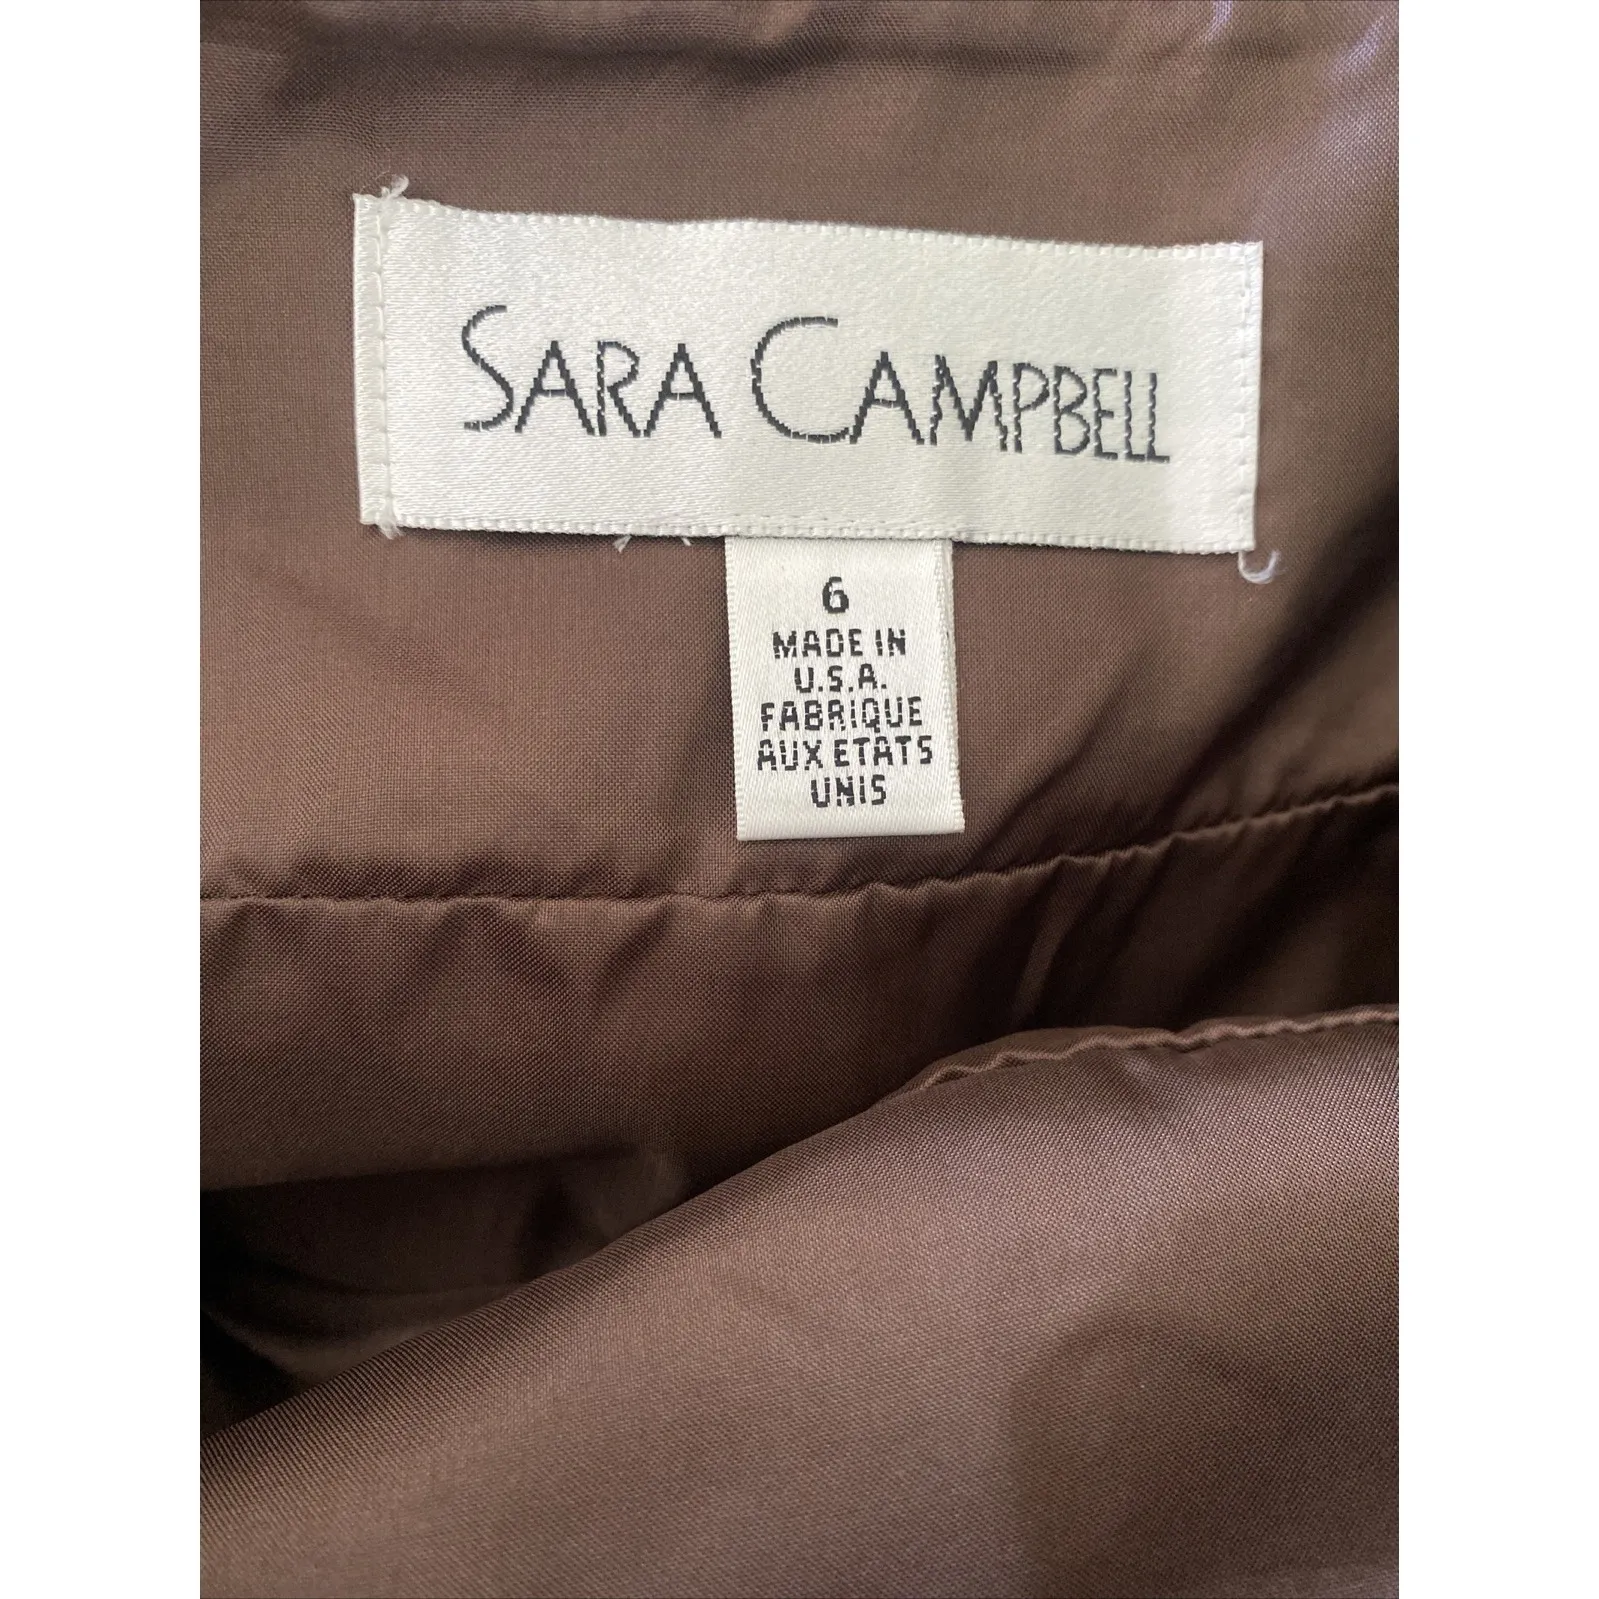 SARA CAMPBELL
6
MADE IN
U.S.A.
FABRIQUE
AUX ETATS
UNIS